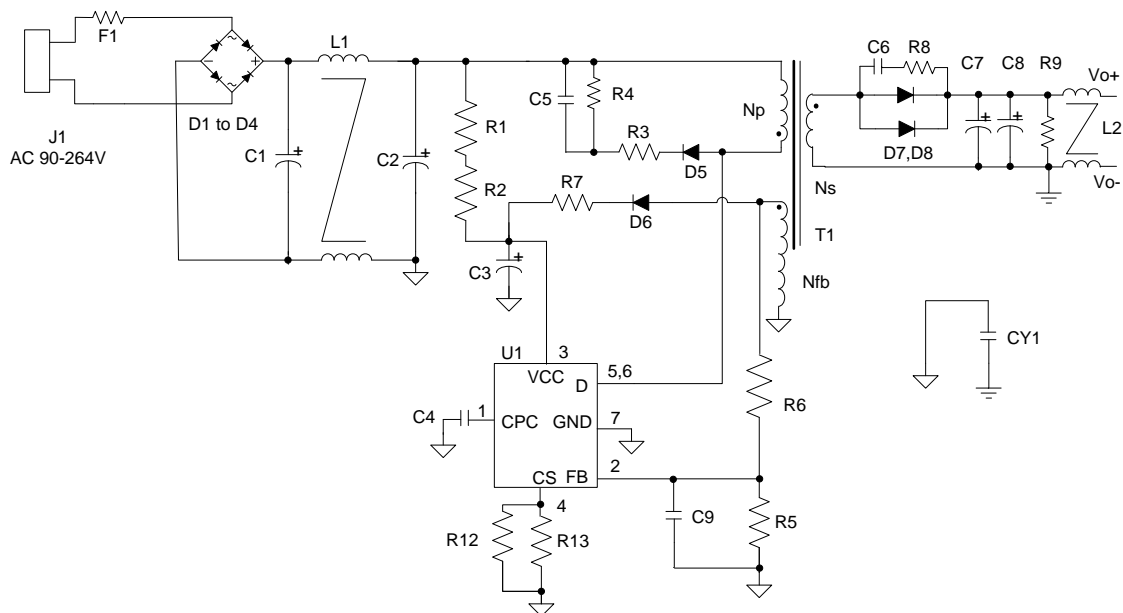 F1
J1
AC 90-264V
~
~
-
+
D1 to D4
L1
C1
+
C2
+
R1
R2
C5
R4
R3
D5
R7
D6
C3
+
Np
Ns
T1
Nfb
C6
R8
D7,D8
C7
+
C8
+
R9
Vo+
L2
Vo-
U1
3
VCC
D
5,6
C4
1
CPC
GND
7
CS
FB
2
4
R12
R13
C9
R6
R5
CY1